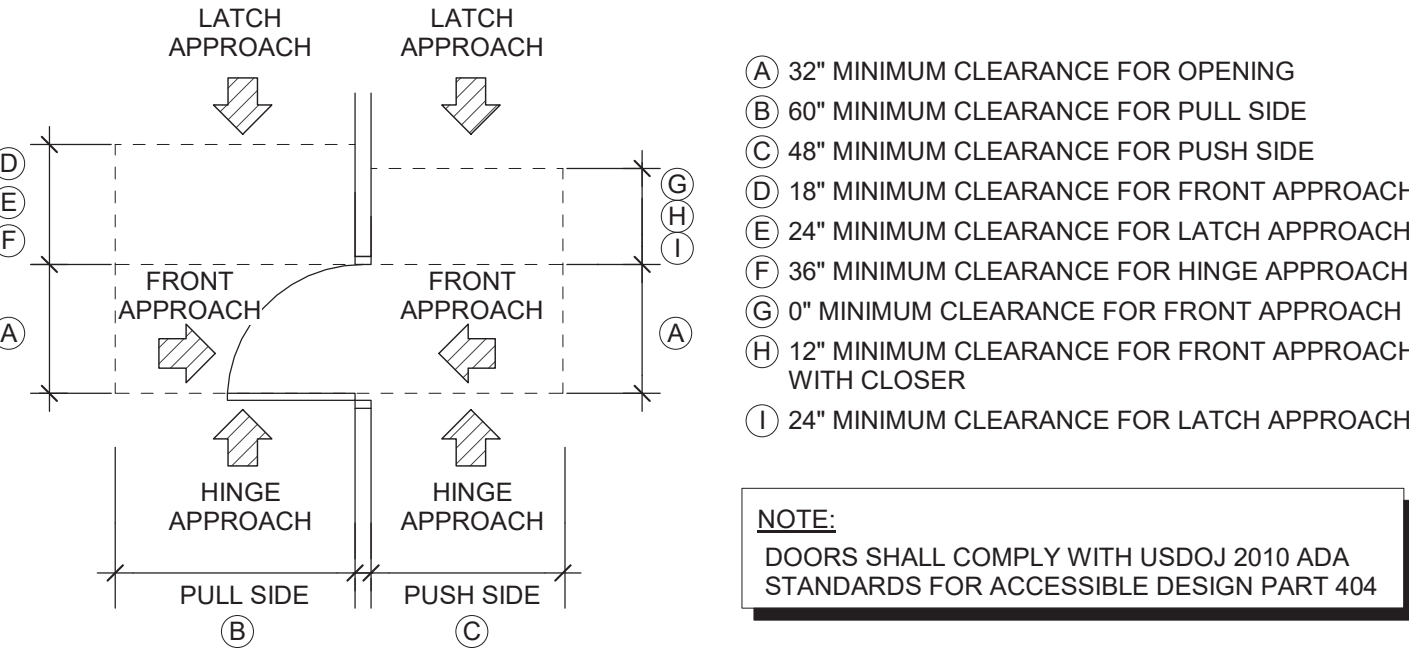 LATCH
APPROACH
LATCH
APPROACH
D
E
F
G
H
I
FRONT
APPROACH
FRONT
APPROACH
A
A
HINGE
APPROACH
HINGE
APPROACH
PULL SIDE
PUSH SIDE
B
C
A 32" MINIMUM CLEARANCE FOR OPENING
B 60" MINIMUM CLEARANCE FOR PULL SIDE
C 48" MINIMUM CLEARANCE FOR PUSH SIDE
D 18" MINIMUM CLEARANCE FOR FRONT APPROACH
E 24" MINIMUM CLEARANCE FOR LATCH APPROACH
F 36" MINIMUM CLEARANCE FOR HINGE APPROACH
G 0" MINIMUM CLEARANCE FOR FRONT APPROACH
H 12" MINIMUM CLEARANCE FOR FRONT APPROACH
WITH CLOSER
I 24" MINIMUM CLEARANCE FOR LATCH APPROACH
NOTE:
DOORS SHALL COMPLY WITH USDOJ 2010 ADA
STANDARDS FOR ACCESSIBLE DESIGN PART 404